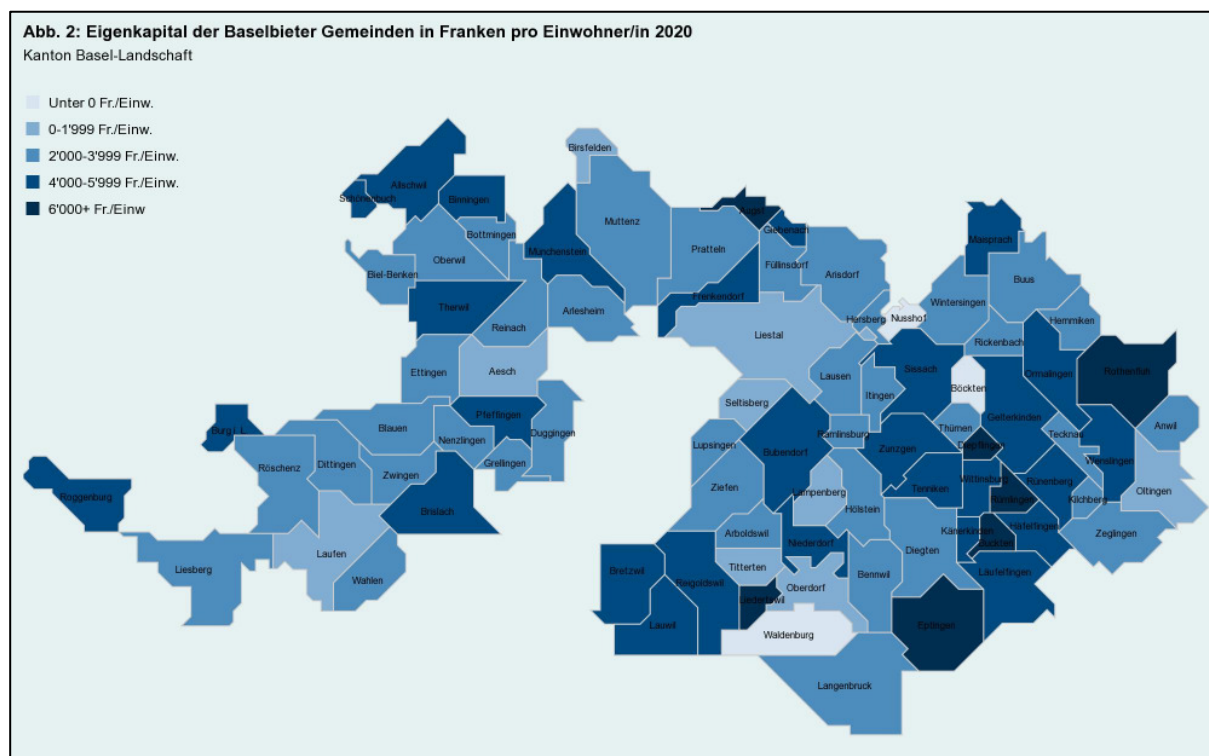 Abb. 2: Eigenkapital der Baselbieter Gemeinden in Franken pro Einwohner/in 2020
Kanton Basel-Landschaft
Unter 0 Fr./Einw.
0-1'999 Fr./Einw.
2'000-3'999 Fr./Einw.
4'000-5'999 Fr./Einw.
6'000+ Fr./Einw
Birsfelden
Allschwil
Schönenbuch
Binningen
Augst
Muttenz
Giebenach
Bottmingen
Maisprach
Münchenstein
Pratteln
Oberwil
Füllinsdorf
Arisdorf
Biel-Benken
Buus
Frenkendorf
Wintersingen
Therwil
Arlesheim
Hersberg
Nusshof
Hemmiken
Reinach
Liestal
Rickenbach
Sissach
Rothenfluh
Ettingen
Aesch
Lausen
Itingen
Böckten
Ormalingen
Gelterkinden
Seltisberg
Pfeffingen
Burg i. L.
Blauen
Duggingen
Ramlinsburg
Thürnen
Anwil
Nenzlingen
Lupsingen
Bubendorf
Diepflingen
Tecknau
Grellingen
Zunzgen
Wenslingen
Röschenz
Dittingen
Zwingen
Wittinsburg
Rünenberg
Ziefen
Lampenberg
Tenniken
Rümlingen
Kilchberg
Oltingen
Roggenburg
Brislach
Hölstein
Häfelfingen
Arboldswil
Känerkinden
Zeglingen
Niederdorf
Buckten
Laufen
Diegten
Liesberg
Titterten
Bretzwil
Läufelfingen
Wahlen
Reigoldswil
Oberdorf
Bennwil
Liedertswil
Lauwil
Eptingen
Waldenburg
Langenbruck